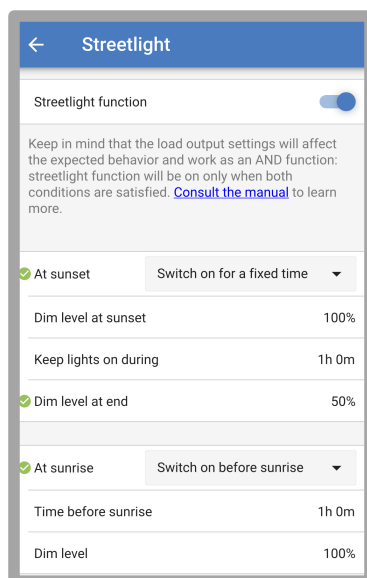 Streetlight
Streetlight function
Keep in mind that the load output settings will affect
the expected behavior and work as an AND function:
streetlight function will be on only when both
conditions are satisfied. Consult the manual to learn
more.
At sunset Switch on for a fixed time
Dim level at sunset 100%
Keep lights on during 1h 0m
Dim level at end 50%
At sunrise Switch on before sunrise
Time before sunrise 1h 0m
Dim level 100%